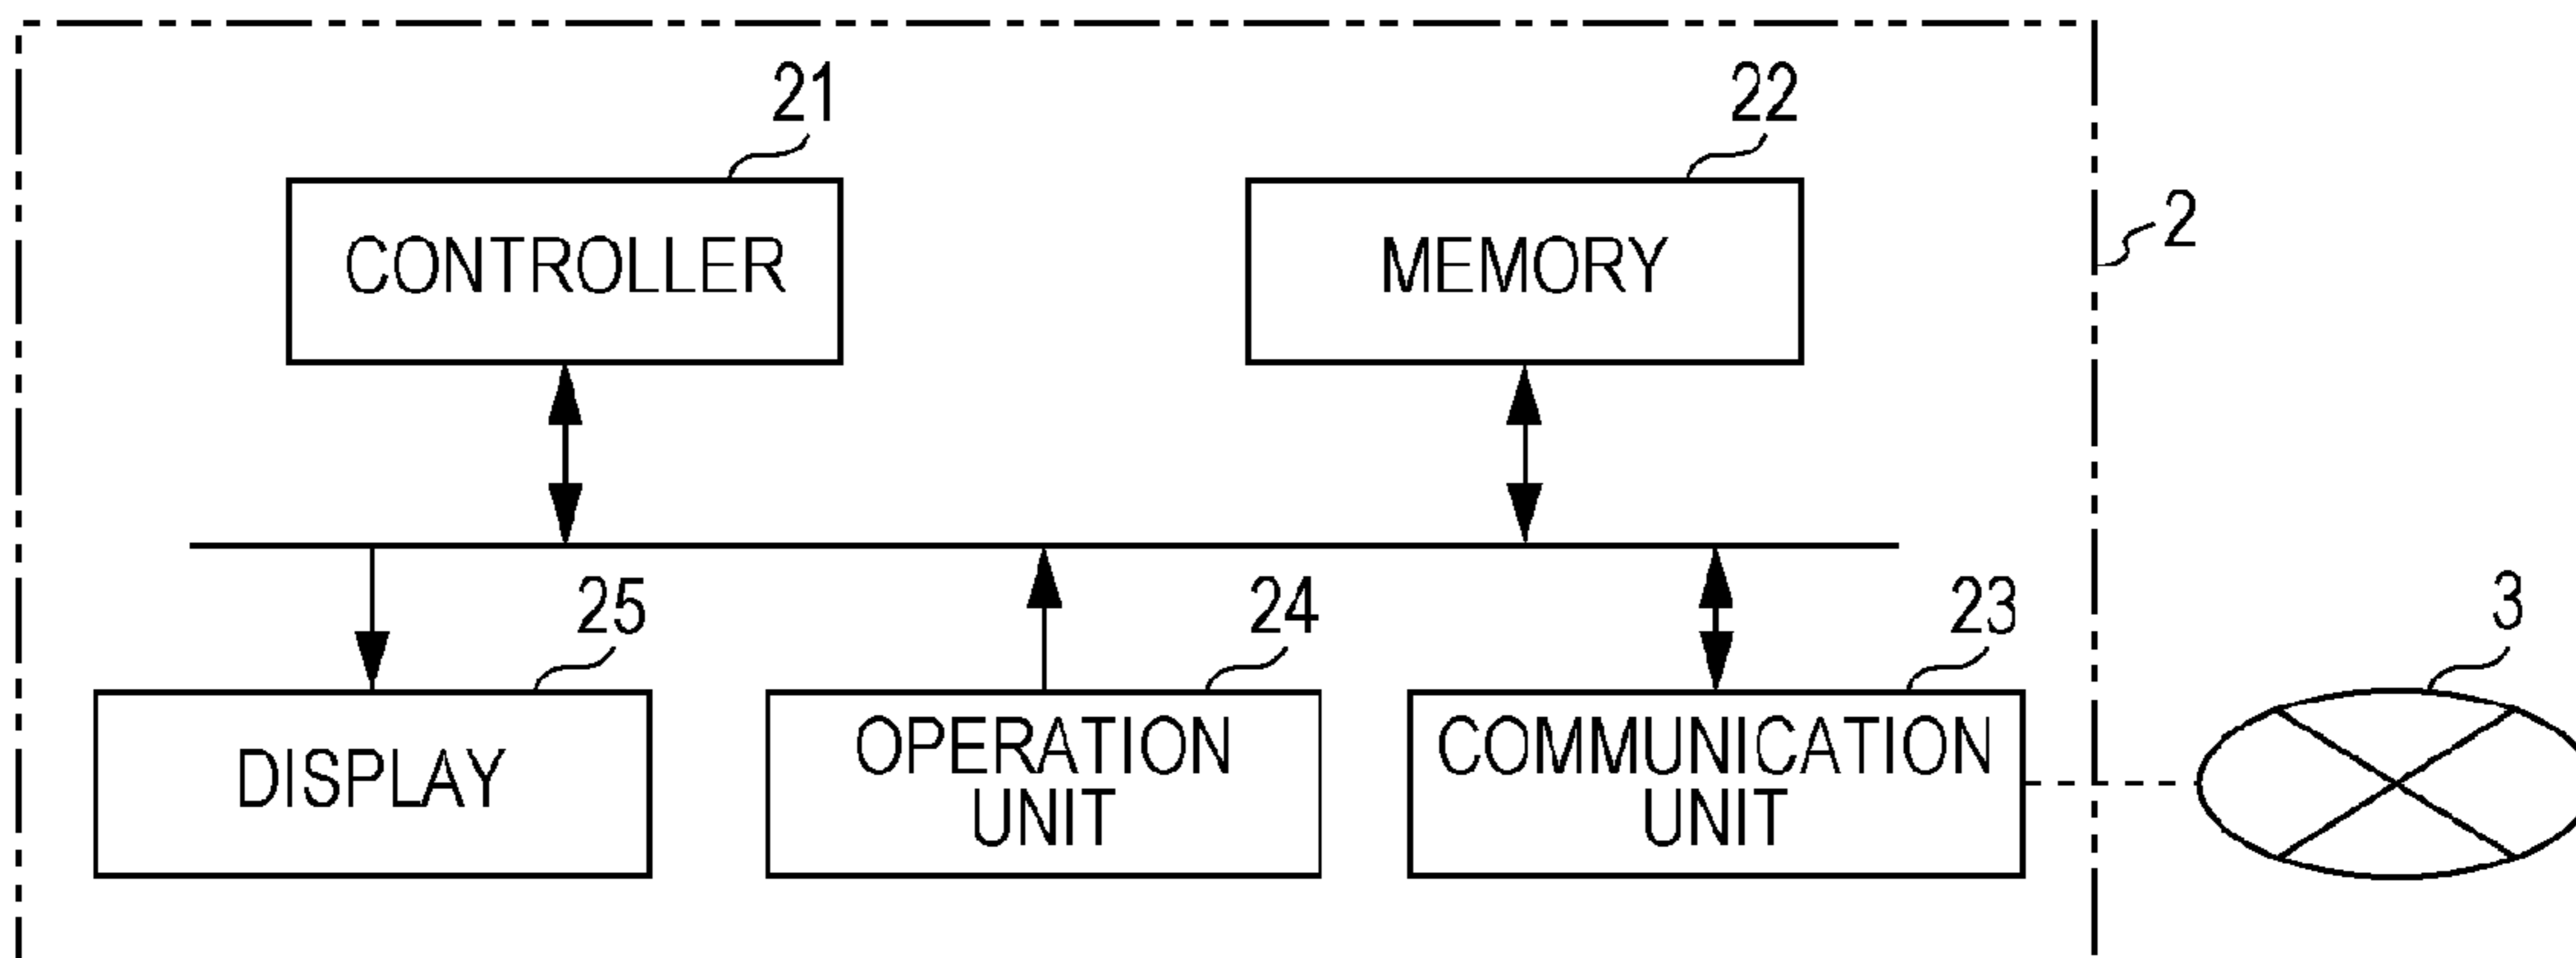 21
22
CONTROLLER
MEMORY
2
25
24
23
3
DISPLAY
OPERATION
UNIT
COMMUNICATION
UNIT